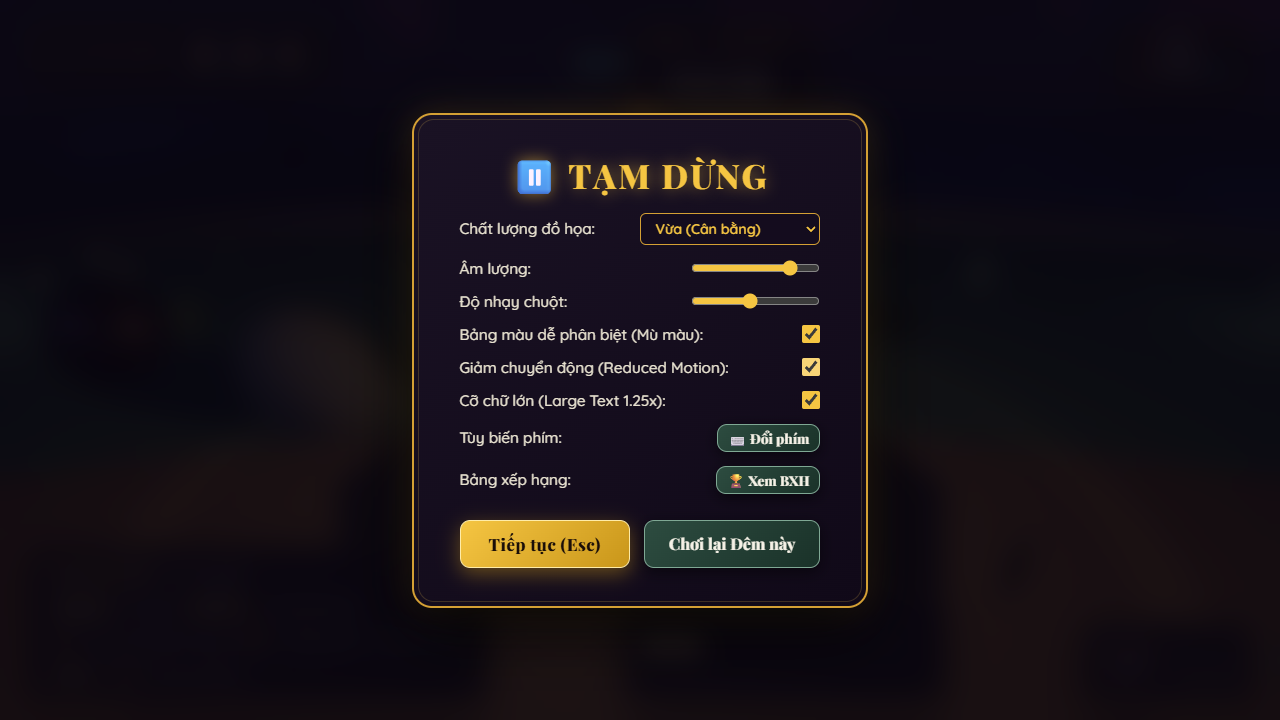 TẠM DỪNG
Chất lượng đồ họa: Vừa (Cân bằng)
Âm lượng:
Độ nhạy chuột:
Bảng màu dễ phân biệt (Mù màu):
Giảm chuyển động (Reduced Motion):
Cỡ chữ lớn (Large Text 1.25x):
Tùy biến phím: Đổi phím
Bảng xếp hạng: Xem BXH
Tiếp tục (Esc) Chơi lại Đêm này